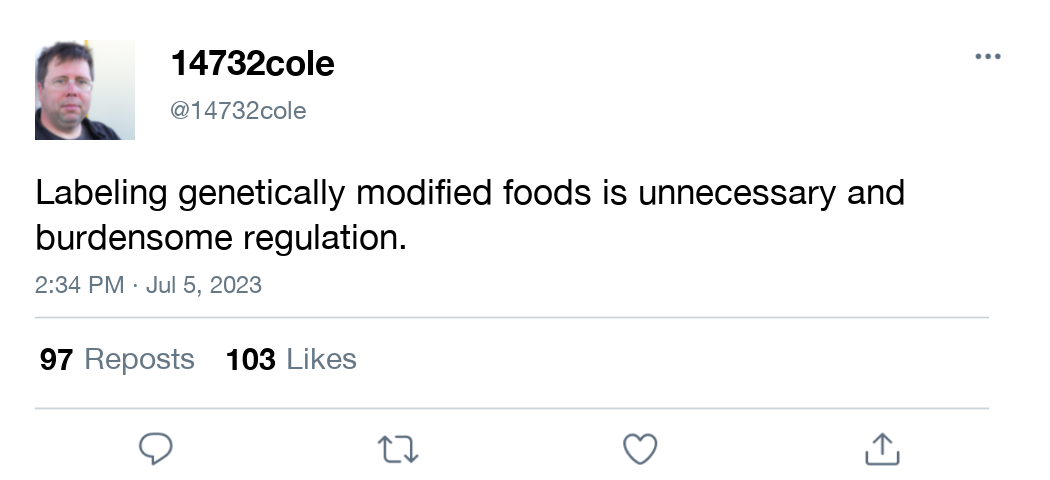 14732cole
@14732cole
Labeling genetically modified foods is unnecessary and
burdensome regulation.
2:34 PM · Jul 5, 2023
97 Reposts 103 Likes